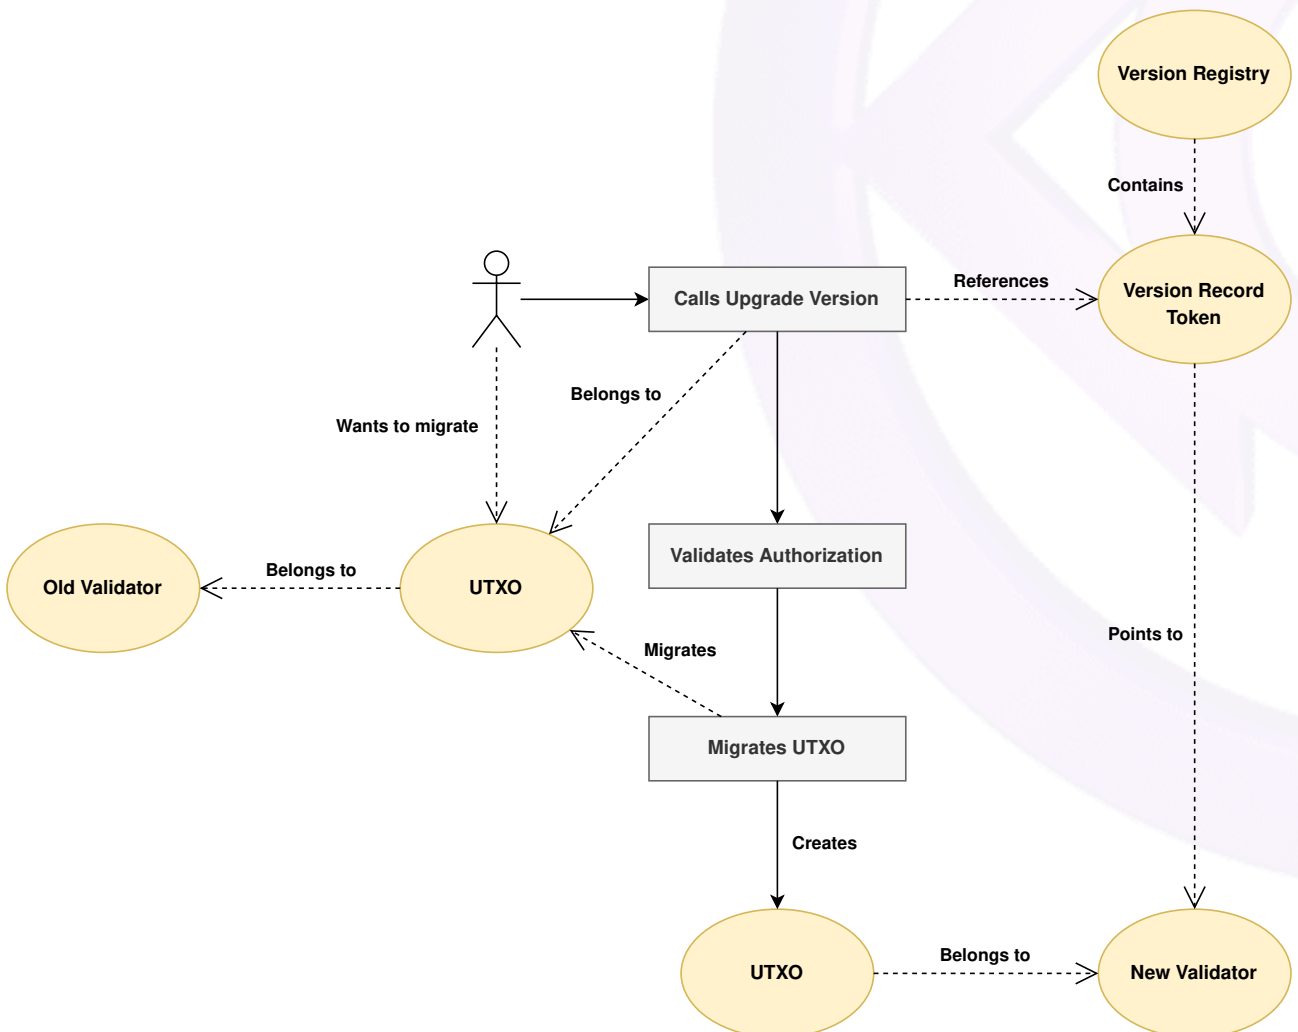 Version Registry
Contains
Calls Upgrade Version
References
Version Record
Token
Belongs to
Wants to migrate
Validates Authorization
Belongs to
Old Validator
UTXO
Points to
Migrates
Migrates UTXO
Creates
Belongs to
UTXO
New Validator